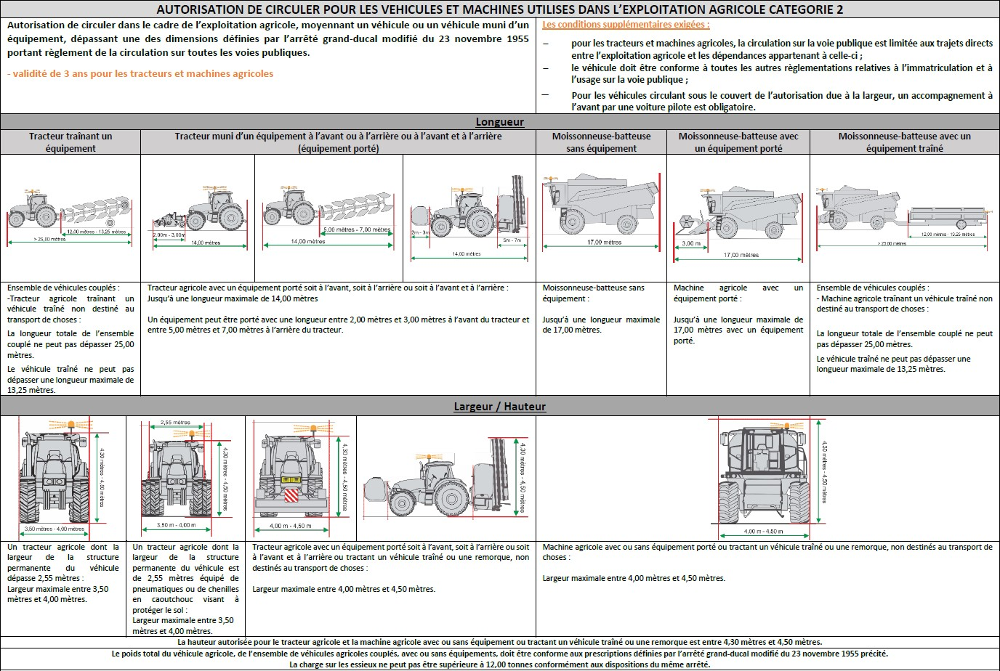 AUTORISATION DE CIRCULER POUR LES VEHICULES ET MACHINES UTILISES DANS L'EXPLOITATION AGRICOLE CATEGORIE 2
Autorisation de circuler dans le cadre de l'exploitation agricole, moyennant un véhicule ou un véhicule muni d'un
équipement, dépassant une des dimensions définies par l'arrêté grand-ducal modifié du 23 novembre 1955
portant règlement de la circulation sur toutes les voies publiques.
- validité de 3 ans pour les tracteurs et machines agricoles
Les conditions supplémentaires exigées :
– pour les tracteurs et machines agricoles, la circulation sur la voie publique est limitée aux trajets directs
entre l'exploitation agricole et les dépendances appartenant à celle-ci ;
– le véhicule doit être conforme à toutes les autres règlementations relatives à l'immatriculation et à
l'usage sur la voie publique ;
– Pour les véhicules circulant sous le couvert de l'autorisation due à la largeur, un accompagnement à
l'avant par une voiture pilote est obligatoire.
Longueur
Tracteur traînant un
équipement
Tracteur muni d'un équipement à l'avant ou à l'arrière ou à l'avant et à l'arrière
(équipement porté)
Moissonneuse-batteuse
sans équipement
Moissonneuse-batteuse avec
un équipement porté
Moissonneuse-batteuse avec un
équipement traîné
12,00 mètres - 13,25 mètres
> 25,00 mètres
2,00m - 3,00m
14,00 mètres
5,00 mètres - 7,00 mètres
14,00 mètres
2m - 3m
5m - 7m
14,00 mètres
17,00 mètres
3,00 m
17,00 mètres
12,00 mètres - 13,25 mètres
> 25,00 mètres
Ensemble de véhicules couplés :
-Tracteur agricole traînant un
véhicule traîné non destiné au
transport de choses :
La longueur totale de l'ensemble
couplé ne peut pas dépasser 25,00
mètres.
Le véhicule traîné ne peut pas
dépasser une longueur maximale de
13,25 mètres.
Tracteur agricole avec un équipement porté soit à l'avant, soit à l'arrière ou soit à l'avant et à l'arrière :
Jusqu'à une longueur maximale de 14,00 mètres
Un équipement peut être porté avec une longueur entre 2,00 mètres et 3,00 mètres à l'avant du tracteur et
entre 5,00 mètres et 7,00 mètres à l'arrière du tracteur.
Moissonneuse-batteuse sans
équipement :
Jusqu'à une longueur maximale
de 17,00 mètres.
Machine agricole avec un
équipement porté :
Jusqu'à une longueur maximale de
17,00 mètres avec un équipement
porté.
Ensemble de véhicules couplés :
- Machine agricole traînant un véhicule traîné non
destiné au transport de choses :
La longueur totale de l'ensemble couplé ne peut
pas dépasser 25,00 mètres.
Le véhicule traîné ne peut pas dépasser une
longueur maximale de 13,25 mètres.
Largeur / Hauteur
4,30 mètres - 4,50 mètres
3,50 mètres - 4,00 mètres
2,55 mètres
4,30 mètres - 4,50 mètres
3,50 m - 4,00 m
4,30 mètres - 4,50 mètres
4,00 m - 4,50 m
4,30 mètres - 4,50 mètres
4,30 mètres - 4,50 mètres
4,00 m - 4,50 m
Un tracteur agricole dont la
largeur de la structure
permanente du véhicule
dépasse 2,55 mètres :
Largeur maximale entre 3,50
mètres et 4,00 mètres.
Un tracteur agricole dont la
largeur de la structure
permanente du véhicule est
de 2,55 mètres équipé de
pneumatiques ou de chenilles
en caoutchouc visant à
protéger le sol :
Largeur maximale entre 3,50
mètres et 4,00 mètres.
Tracteur agricole avec un équipement porté soit à l'avant, soit à l'arrière ou soit
à l'avant et à l'arrière ou tractant un véhicule traîné ou une remorque, non
destinés au transport de choses :
Largeur maximale entre 4,00 mètres et 4,50 mètres.
Machine agricole avec ou sans équipement porté ou tractant un véhicule traîné ou une remorque, non destinés au transport de
choses :
Largeur maximale entre 4,00 mètres et 4,50 mètres.
La hauteur autorisée pour le tracteur agricole et la machine agricole avec ou sans équipement ou tractant un véhicule traîné ou une remorque est entre 4,30 mètres et 4,50 mètres.
Le poids total du véhicule agricole, de l'ensemble de véhicules agricoles couplés, avec ou sans équipements, doit être conforme aux prescriptions définies par l'arrêté grand-ducal modifié du 23 novembre 1955 précité.
La charge sur les essieux ne peut pas être supérieure à 12,00 tonnes conformément aux dispositions du même arrêté.